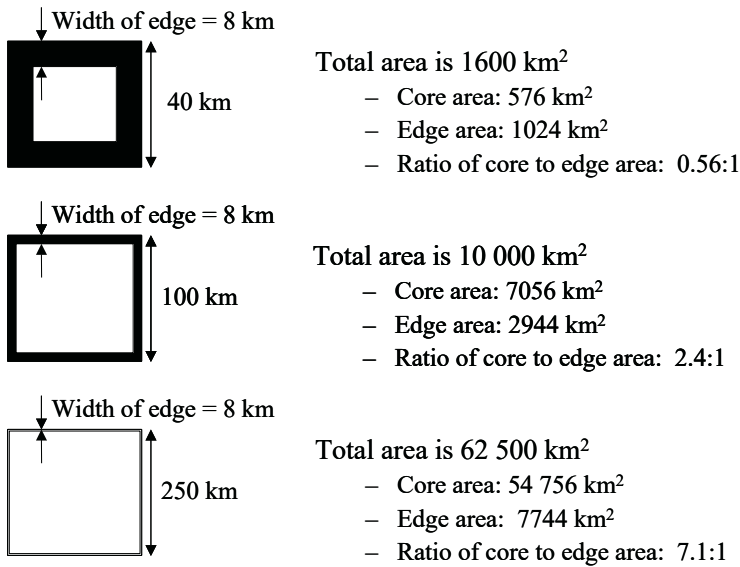 Width of edge = 8 km
40 km
Total area is 1600 km²
– Core area: 576 km²
– Edge area: 1024 km²
– Ratio of core to edge area: 0.56:1
Width of edge = 8 km
100 km
Total area is 10 000 km²
– Core area: 7056 km²
– Edge area: 2944 km²
– Ratio of core to edge area: 2.4:1
Width of edge = 8 km
250 km
Total area is 62 500 km²
– Core area: 54 756 km²
– Edge area: 7744 km²
– Ratio of core to edge area: 7.1:1